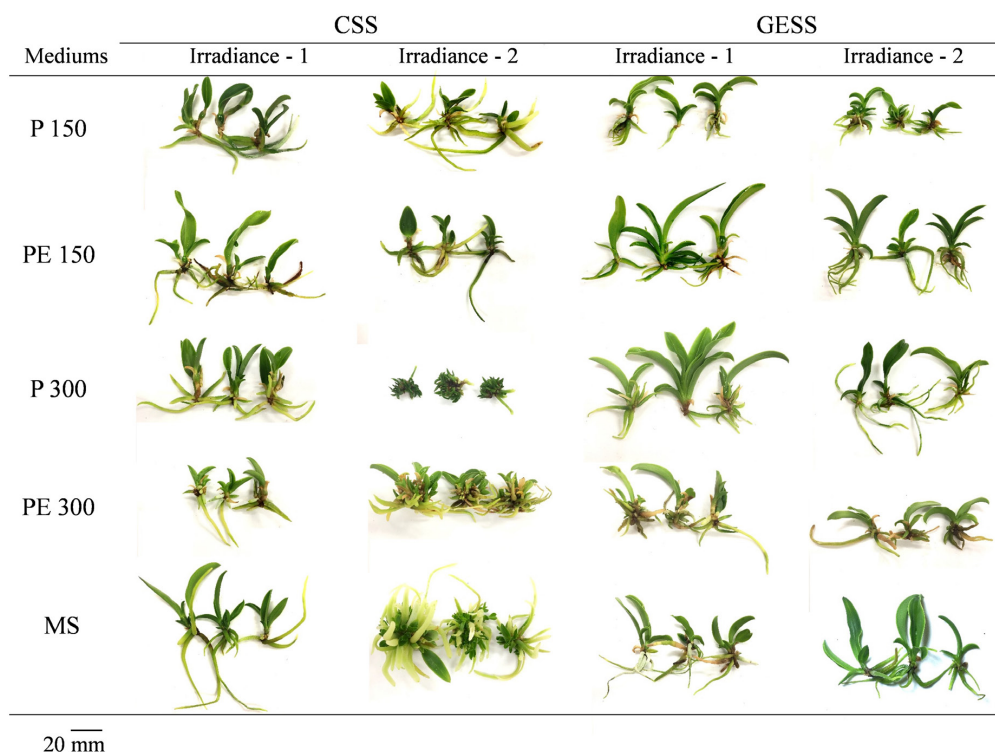 CSS GESS
Mediums Irradiance - 1 Irradiance - 2 Irradiance - 1 Irradiance - 2
P 150
PE 150
P 300
PE 300
MS
20 mm